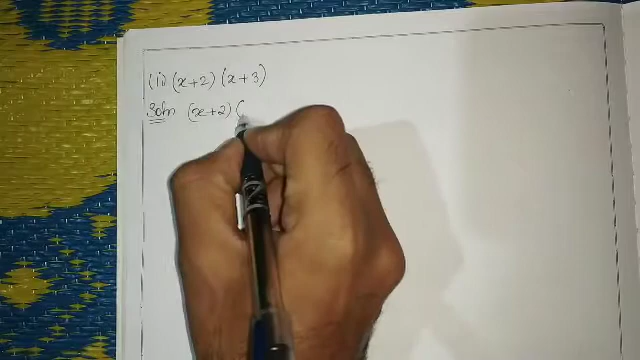 (ii) (x+2) (x+3)
Soln (x+2) (